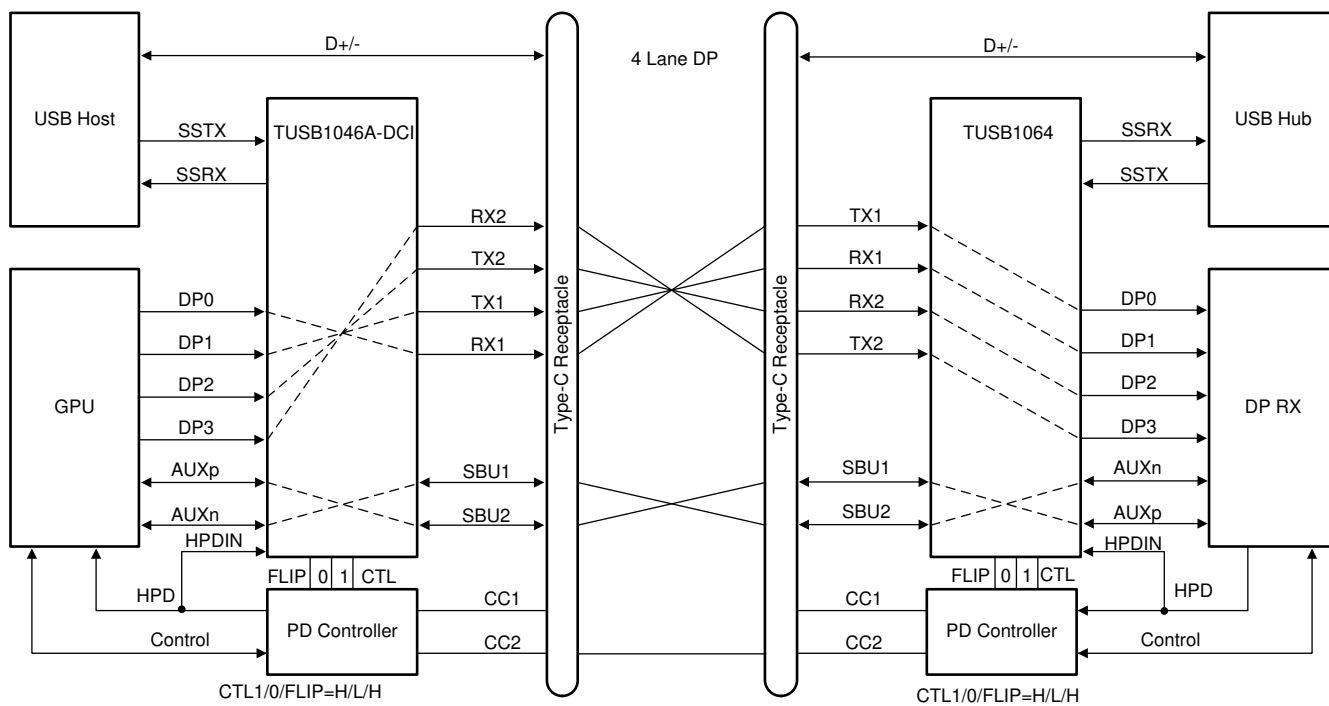 D+/-
4 Lane DP
D+/-
USB Host
TUSB1046A-DCI
TUSB1064
USB Hub
SSTX
SSRX
SSRX
SSTX
RX2
TX2
TX1
RX1
TX1
RX1
RX2
TX2
Type-C Receptacle
Type-C Receptacle
GPU
DP0
DP1
DP2
DP3
AUXp
AUXn
HPDIN
SBU1
SBU2
SBU1
SBU2
DP0
DP1
DP2
DP3
AUXn
AUXp
HPDIN
DP RX
FLIP 0 1 CTL
FLIP 0 1 CTL
HPD
Control
PD Controller
CC1
CC2
CC1
CC2
PD Controller
HPD
Control
CTL1/0/FLIP=H/L/H
CTL1/0/FLIP=H/L/H